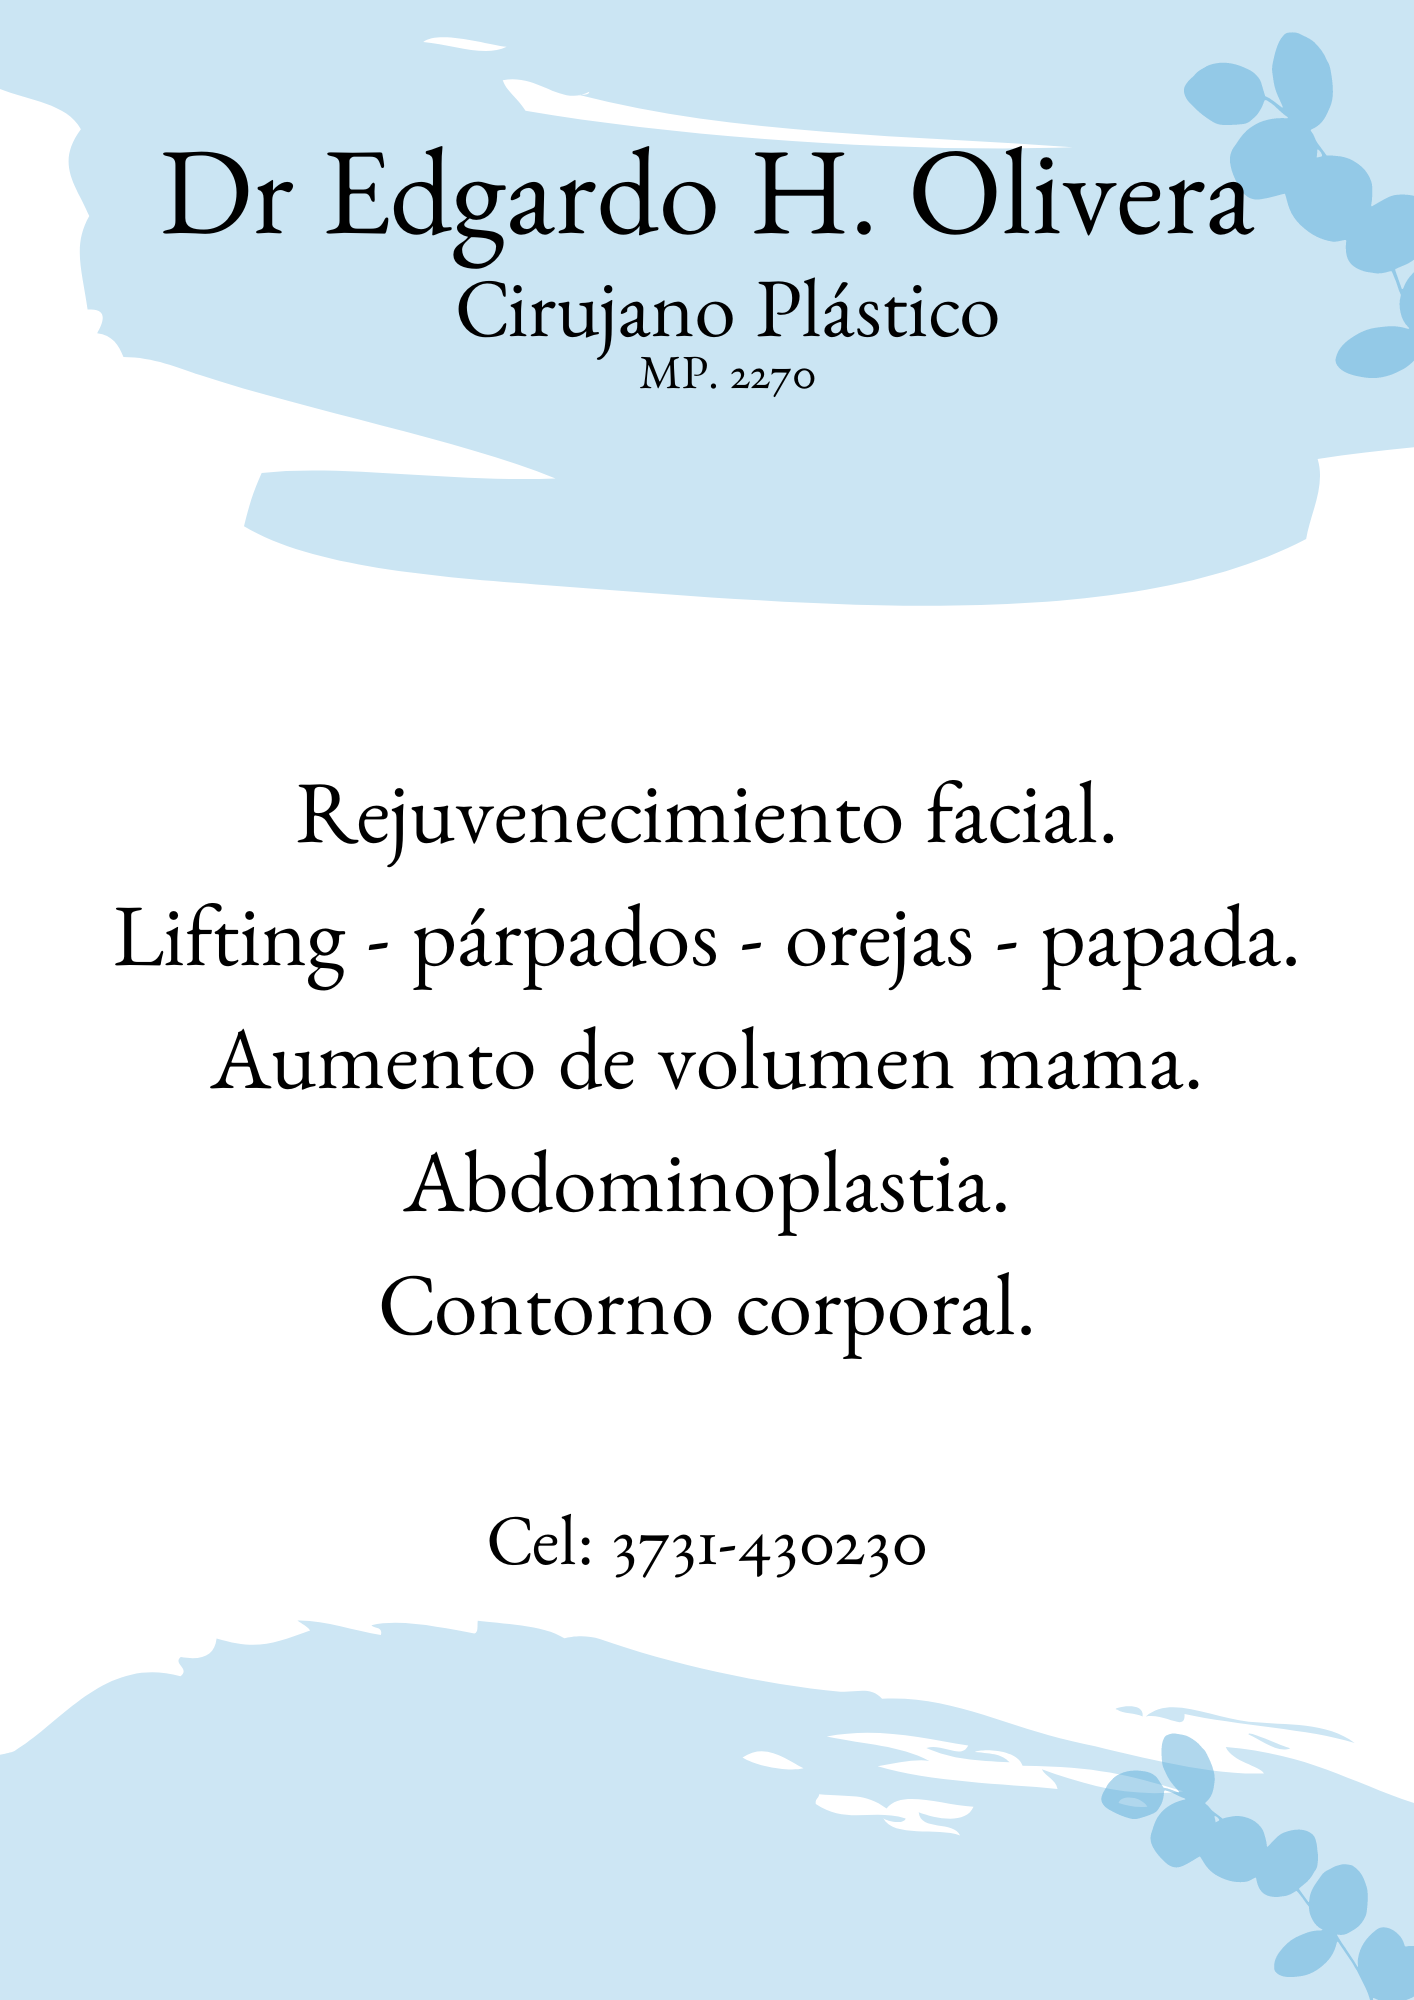 Dr Edgardo H. Olivera
Cirujano Plástico
MP. 2270
Rejuvenecimiento facial.
Lifting - párpados - orejas - papada.
Aumento de volumen mama.
Abdominoplastia.
Contorno corporal.
Cel: 3731-430230